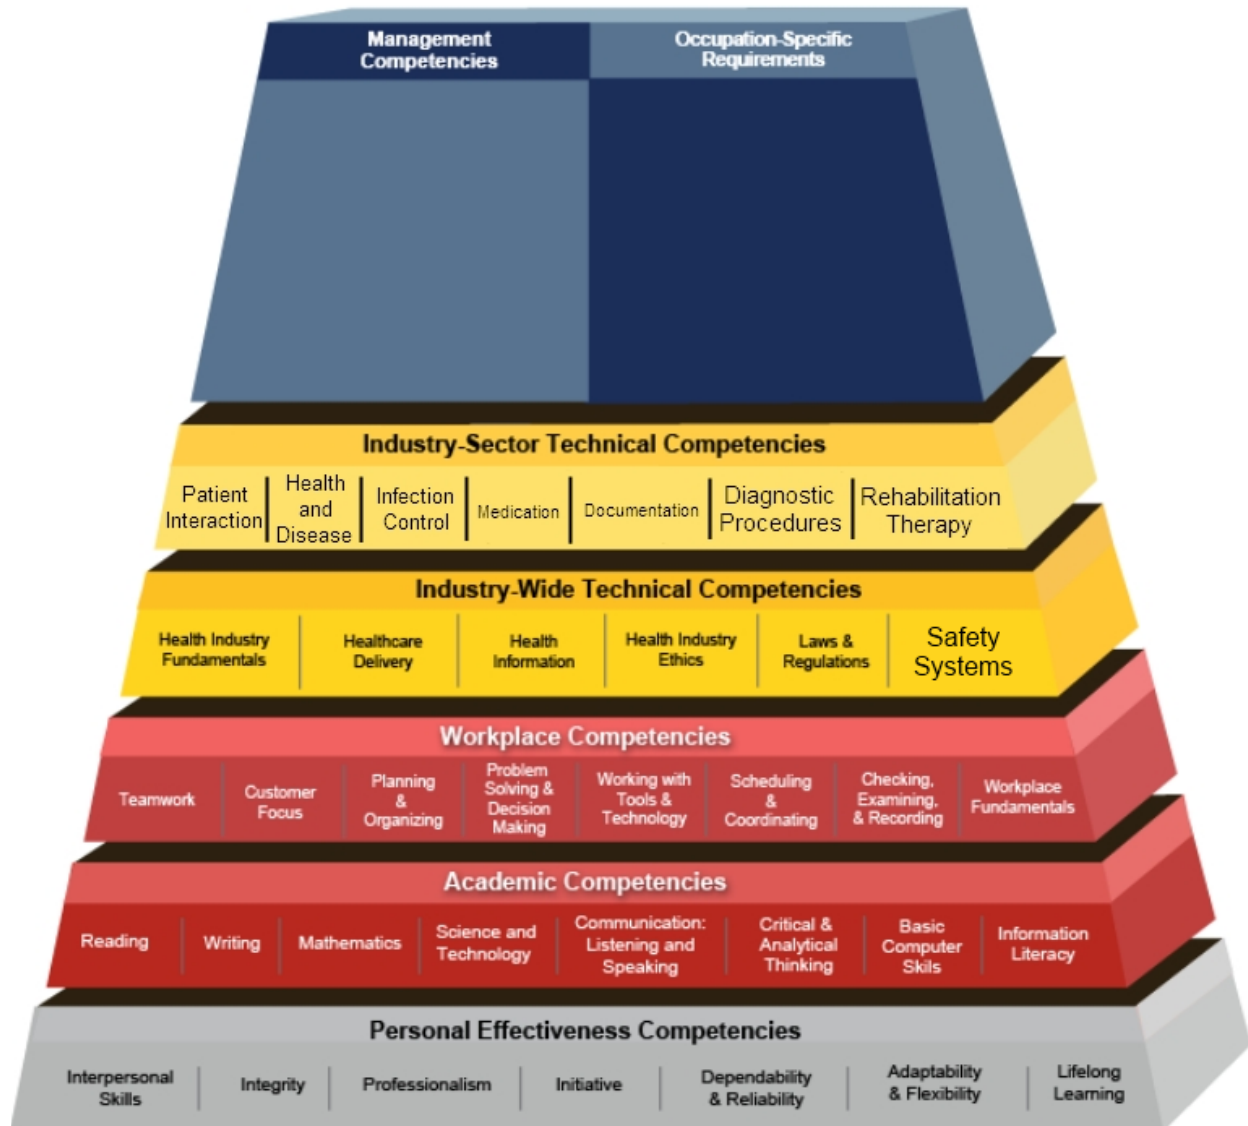 Management
Competencies
Occupation-Specific
Requirements
Industry-Sector Technical Competencies
Patient
Interaction
Health
and
Disease
Infection
Control
Medication
Documentation
Diagnostic
Procedures
Rehabilitation
Therapy
Industry-Wide Technical Competencies
Health Industry
Fundamentals
Healthcare
Delivery
Health
Information
Health Industry
Ethics
Laws &
Regulations
Safety
Systems
Workplace Competencies
Teamwork
Customer
Focus
Planning
&
Organizing
Problem
Solving &
Decision
Making
Working with
Tools &
Technology
Scheduling
&
Coordinating
Checking,
Examining,
& Recording
Workplace
Fundamentals
Academic Competencies
Reading
Writing
Mathematics
Science and
Technology
Communication:
Listening and
Speaking
Critical &
Analytical
Thinking
Basic
Computer
Skils
Information
Literacy
Personal Effectiveness Competencies
Interpersonal
Skills
Integrity
Professionalism
Initiative
Dependability
& Reliability
Adaptability
& Flexibility
Lifelong
Learning